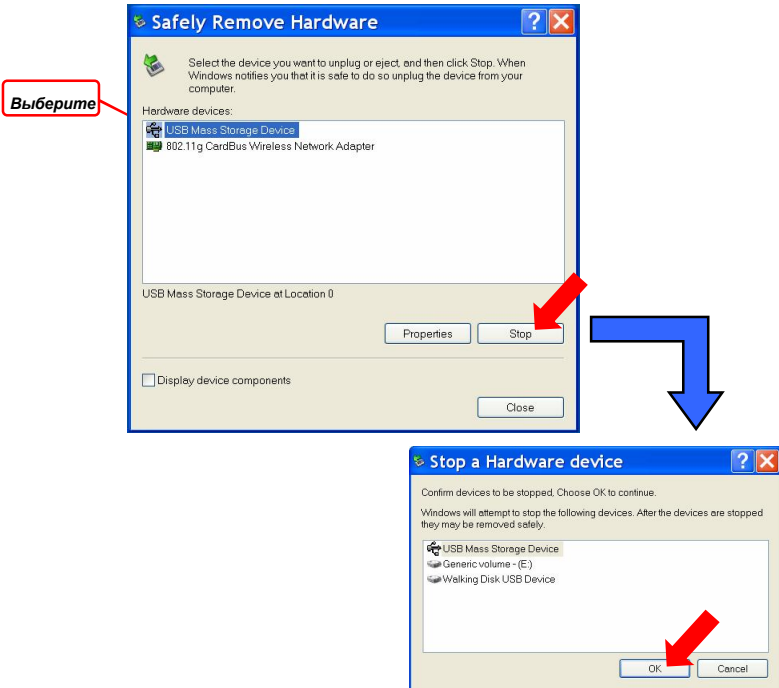 Safely Remove Hardware
Select the device you want to unplug or eject, and then click Stop. When
Windows notifies you that it is safe to do so unplug the device from your
computer.
Выберите
Hardware devices:
USB Mass Storage Device
802.11g CardBus Wireless Network Adapter
USB Mass Storage Device at Location 0
Properties
Stop
Display device components
Close
Stop a Hardware device
Confirm devices to be stopped, Choose OK to continue.
Windows will attempt to stop the following devices. After the devices are stopped
they may be removed safely.
USB Mass Storage Device
Generic volume - (E:)
Walking Disk USB Device
OK
Cancel